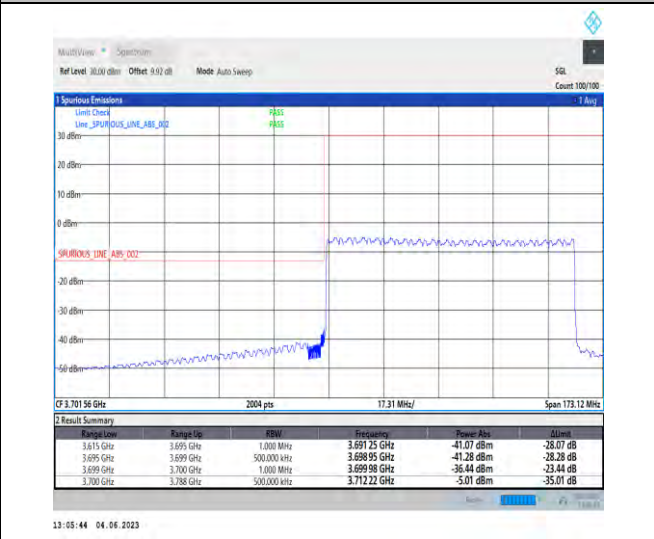 MultiView Spectrum
Ref Level 30.00 dBm Offset 9.92 dB Mode Auto Sweep SGL
Count 100/100
1 Spurious Emissions 1 Avg
Limit Check PASS
Line _SPURIOUS_LINE_ABS_002 PASS
30 dBm
20 dBm
10 dBm
0 dBm
_SPURIOUS_LINE_ABS_002
-20 dBm
-30 dBm
-40 dBm
-50 dBm
CF 3.701 56 GHz 2004 pts 17.31 MHz/ Span 173.12 MHz
2 Result Summary
Range Low Range Up RBW Frequency Power Abs ΔLimit
3.615 GHz 3.695 GHz 1.000 MHz 3.691 25 GHz -41.07 dBm -28.07 dB
3.695 GHz 3.699 GHz 500.000 kHz 3.698 95 GHz -41.28 dBm -28.28 dB
3.699 GHz 3.700 GHz 1.000 MHz 3.699 98 GHz -36.44 dBm -23.44 dB
3.700 GHz 3.788 GHz 500.000 kHz 3.712 22 GHz -5.01 dBm -35.01 dB
13:05:44 04.06.2023